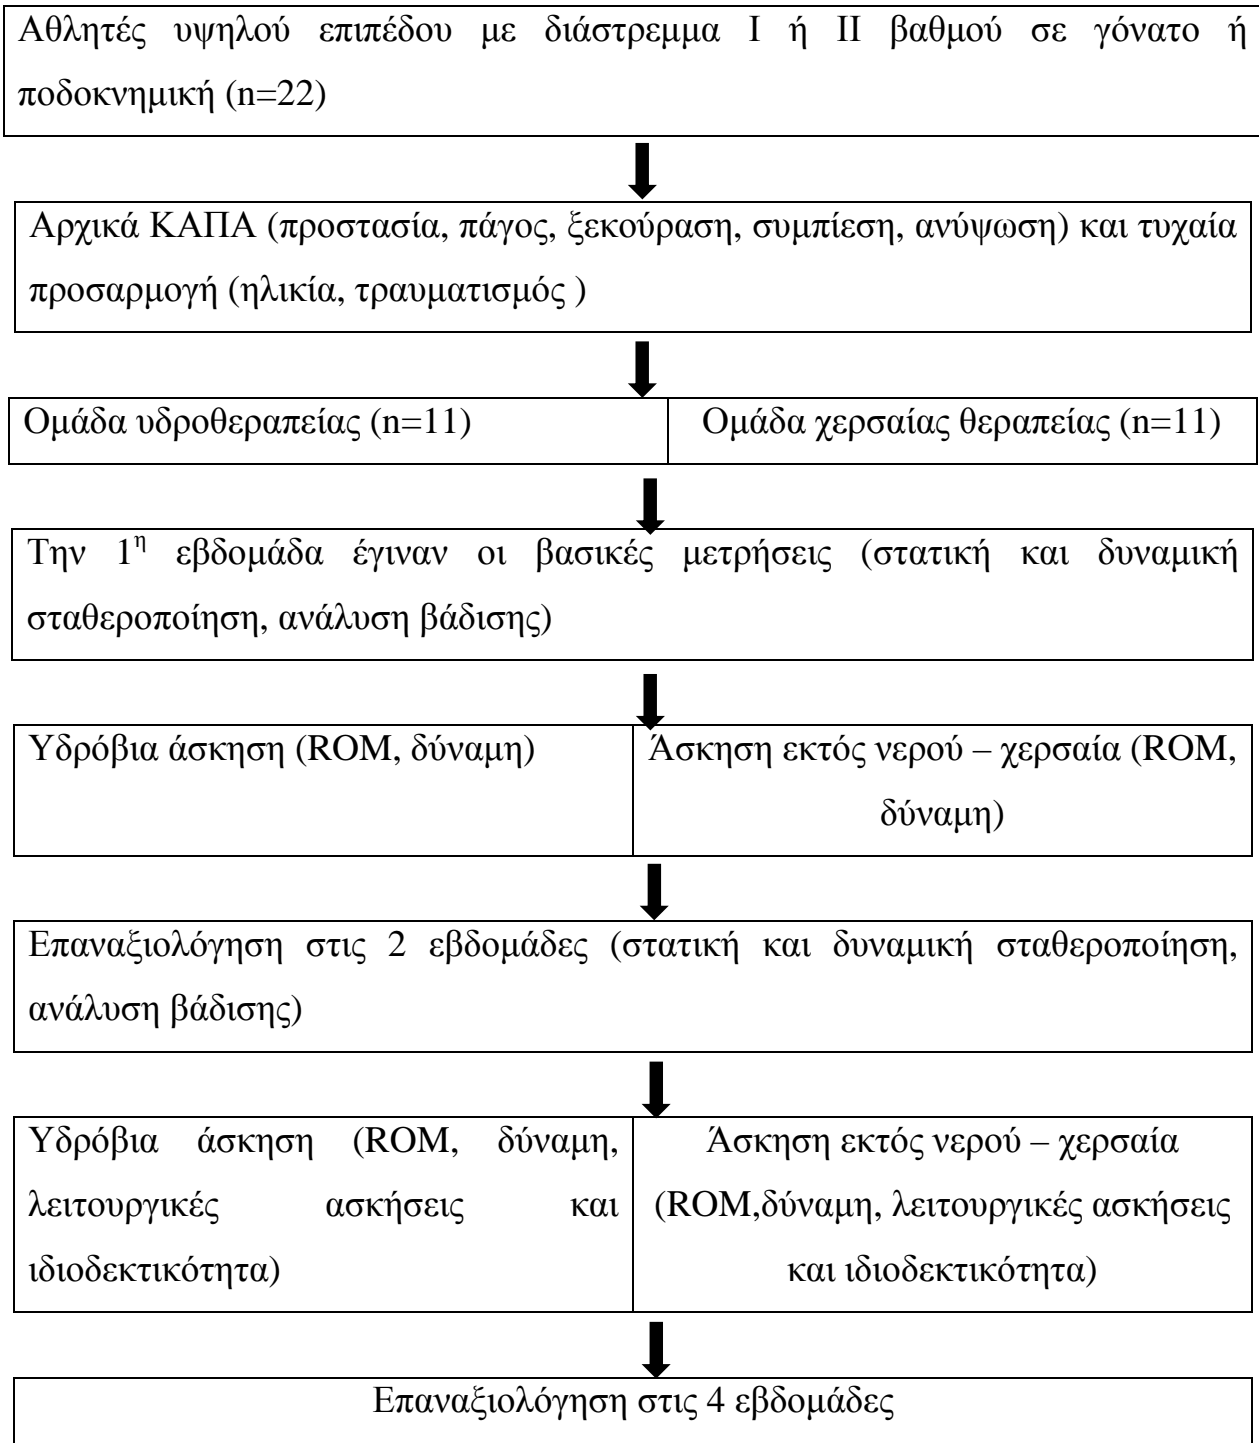 Αθλητές υψηλού επιπέδου με διάστρεμμα Ι ή ΙΙ βαθμού σε γόνατο ή
ποδοκνημική (n=22)
Αρχικά ΚΑΠΑ (προστασία, πάγος, ξεκούραση, συμπίεση, ανύψωση) και τυχαία
προσαρμογή (ηλικία, τραυματισμός )
Ομάδα υδροθεραπείας (n=11)
Ομάδα χερσαίας θεραπείας (n=11)
Την 1η εβδομάδα έγιναν οι βασικές μετρήσεις (στατική και δυναμική
σταθεροποίηση, ανάλυση βάδισης)
Υδρόβια άσκηση (ROM, δύναμη)
Άσκηση εκτός νερού – χερσαία (ROM,
δύναμη)
Επαναξιολόγηση στις 2 εβδομάδες (στατική και δυναμική σταθεροποίηση,
ανάλυση βάδισης)
Υδρόβια άσκηση (ROM, δύναμη,
λειτουργικές ασκήσεις και
ιδιοδεκτικότητα)
Άσκηση εκτός νερού – χερσαία
(ROM,δύναμη, λειτουργικές ασκήσεις
και ιδιοδεκτικότητα)
Επαναξιολόγηση στις 4 εβδομάδες